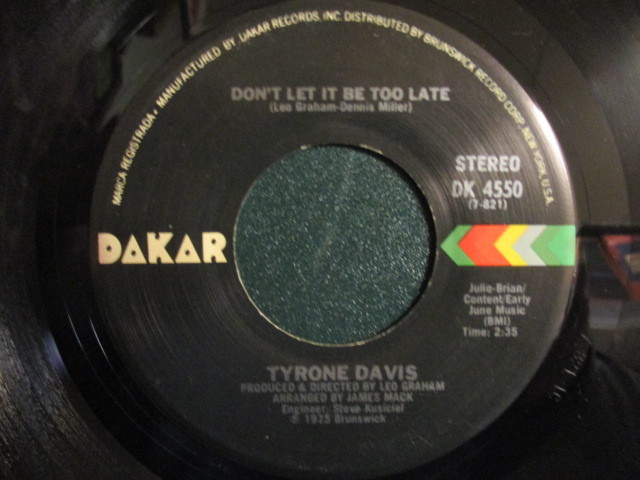 MARCA REGISTRADA • MANUFACTURED BY DAKAR RECORDS, INC. DISTRIBUTED BY BRUNSWICK RECORD CORP. NEW YORK, U.S.A.
DON'T LET IT BE TOO LATE
(Leo Graham-Dennis Miller)
STEREO
DK 4550
(7-821)
DAKAR
Julio-Brian/
Content/Early
June Music
(BMI)
Time: 2:35
TYRONE DAVIS
PRODUCED & DIRECTED BY LEO GRAHAM
ARRANGED BY JAMES MACK
Engineer: Steve Kusiciel
℗ 1975 Brunswick